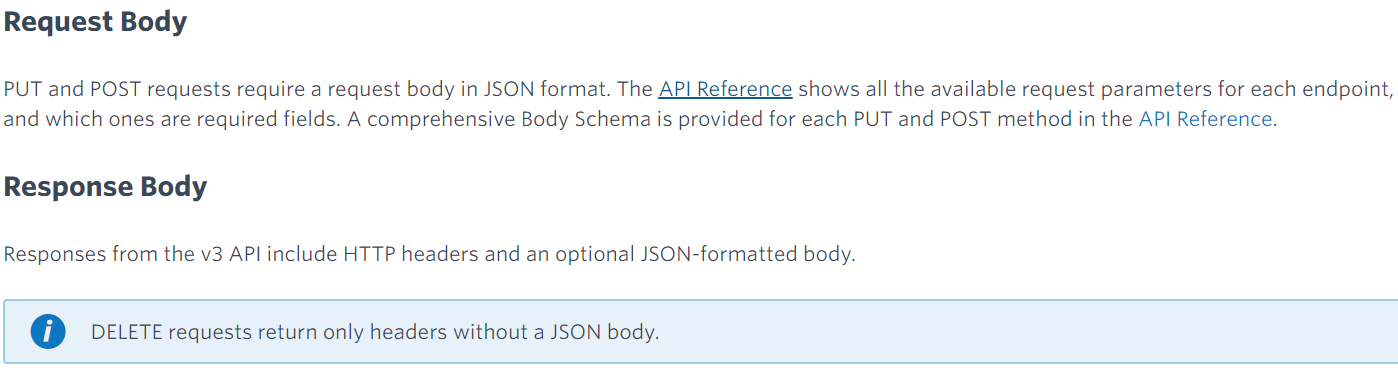 Request Body
PUT and POST requests require a request body in JSON format. The API Reference shows all the available request parameters for each endpoint,
and which ones are required fields. A comprehensive Body Schema is provided for each PUT and POST method in the API Reference.
Response Body
Responses from the v3 API include HTTP headers and an optional JSON-formatted body.
DELETE requests return only headers without a JSON body.